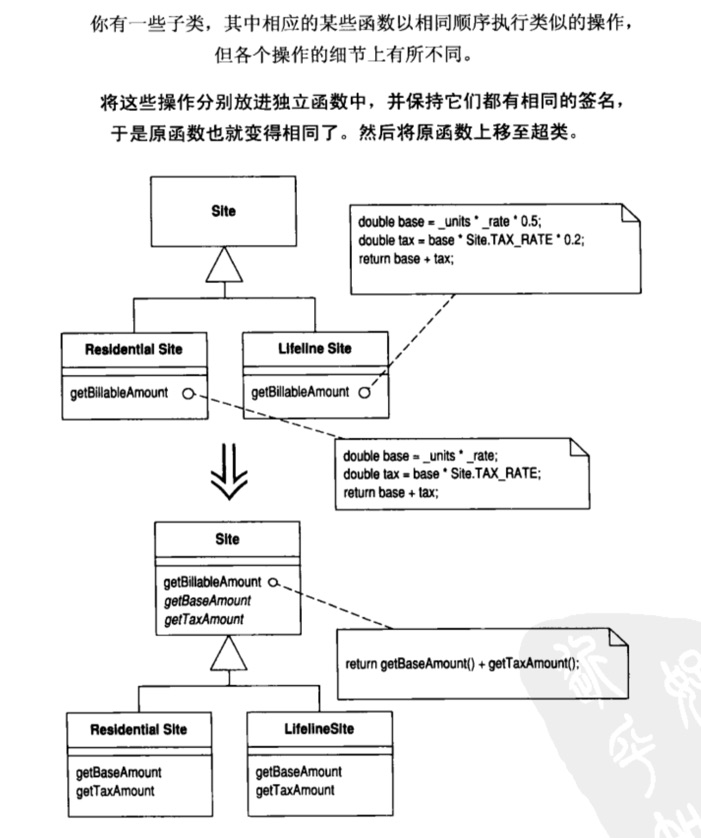 你有一些子类，其中相应的某些函数以相同顺序执行类似的操作，
但各个操作的细节上有所不同。
将这些操作分别放进独立函数中，并保持它们都有相同的签名，
于是原函数也就变得相同了。然后将原函数上移至超类。
Site
double base = _units * _rate * 0.5;
double tax = base * Site.TAX_RATE * 0.2;
return base + tax;
Residential Site
getBillableAmount
Lifeline Site
getBillableAmount
double base = _units * _rate;
double tax = base * Site.TAX_RATE;
return base + tax;
Site
getBillableAmount
getBaseAmount
getTaxAmount
return getBaseAmount() + getTaxAmount();
Residential Site
getBaseAmount
getTaxAmount
LifelineSite
getBaseAmount
getTaxAmount